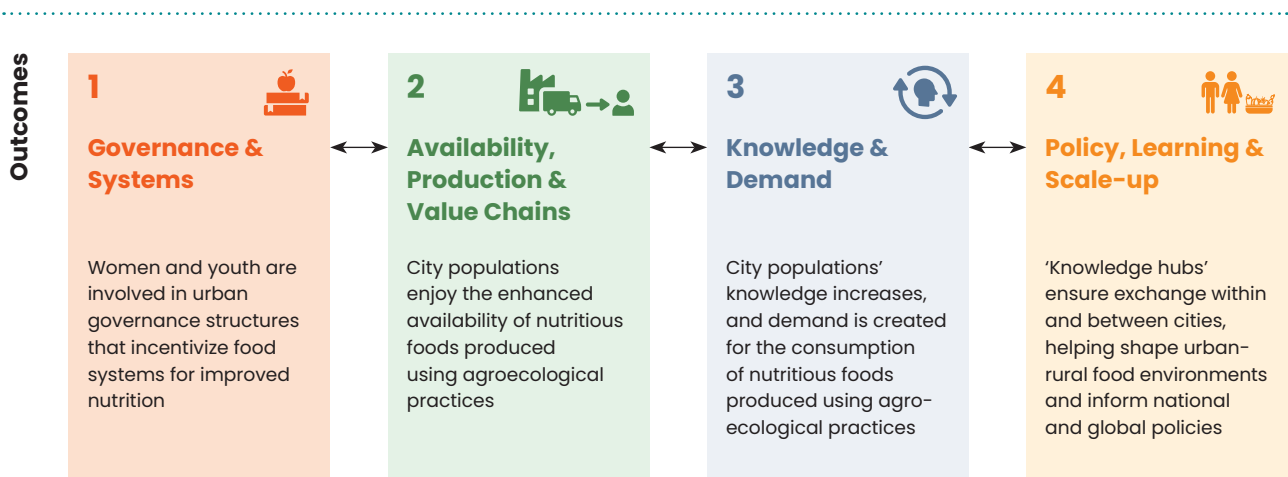 Outcomes
1
Governance &
Systems
Women and youth are
involved in urban
governance structures
that incentivize food
systems for improved
nutrition
2
Availability,
Production &
Value Chains
City populations
enjoy the enhanced
availability of nutritious
foods produced
using agroecological
practices
3
Knowledge &
Demand
City populations’
knowledge increases,
and demand is created
for the consumption
of nutritious foods
produced using agro-
ecological practices
4
Policy, Learning &
Scale-up
‘Knowledge hubs’
ensure exchange within
and between cities,
helping shape urban-
rural food environments
and inform national
and global policies